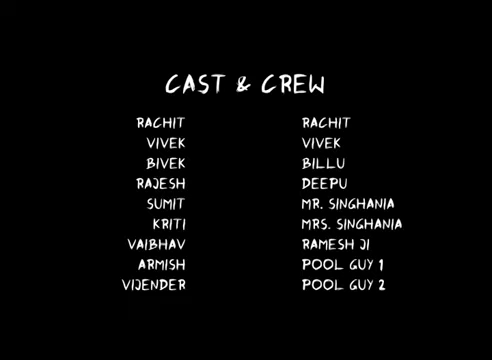 CAST & CREW
RACHIT RACHIT
VIVEK VIVEK
BIVEK BILLU
RAJESH DEEPU
SUMIT MR. SINGHANIA
KRITI MRS. SINGHANIA
VAIBHAV RAMESH JI
ARMISH POOL GUY 1
VIJENDER POOL GUY 2